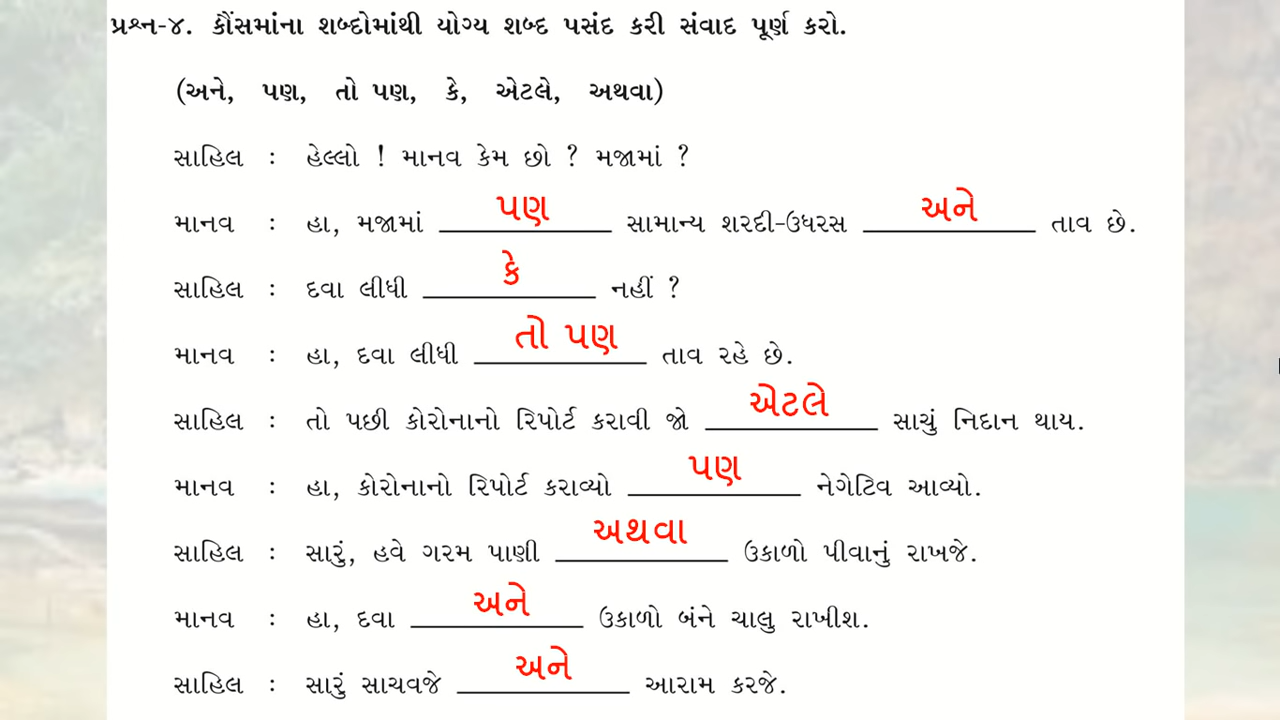 પ્રશ્ન-૪. કૌંસમાંના શબ્દોમાંથી યોગ્ય શબ્દ પસંદ કરી સંવાદ પૂર્ણ કરો.
(અને, પણ, તો પણ, કે, એટલે, અથવા)
સાહિલ : હેલ્લો ! માનવ કેમ છો ? મજામાં ?
માનવ : હા, મજામાં પણ સામાન્ય શરદી-ઉધરસ અને તાવ છે.
સાહિલ : દવા લીધી કે નહીં ?
માનવ : હા, દવા લીધી તો પણ તાવ રહે છે.
સાહિલ : તો પછી કોરોનાનો રિપોર્ટ કરાવી જો એટલે સાચું નિદાન થાય.
માનવ : હા, કોરોનાનો રિપોર્ટ કરાવ્યો પણ નેગેટિવ આવ્યો.
સાહિલ : સારું, હવે ગરમ પાણી અથવા ઉકાળો પીવાનું રાખજે.
માનવ : હા, દવા અને ઉકાળો બંને ચાલુ રાખીશ.
સાહિલ : સારું સાચવજે અને આરામ કરજે.